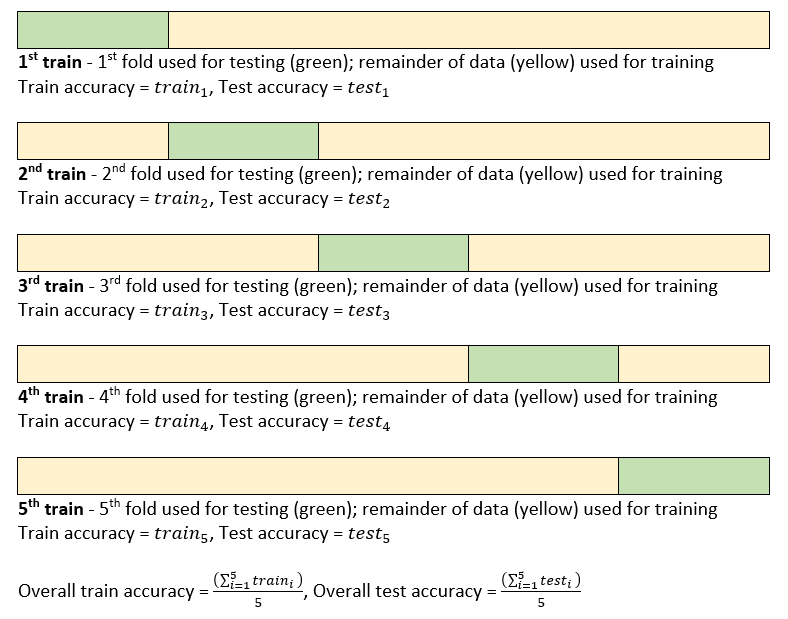 1st train - 1st fold used for testing (green); remainder of data (yellow) used for training
Train accuracy = train₁, Test accuracy = test₁
2nd train - 2nd fold used for testing (green); remainder of data (yellow) used for training
Train accuracy = train₂, Test accuracy = test₂
3rd train - 3rd fold used for testing (green); remainder of data (yellow) used for training
Train accuracy = train₃, Test accuracy = test₃
4th train - 4th fold used for testing (green); remainder of data (yellow) used for training
Train accuracy = train₄, Test accuracy = test₄
5th train - 5th fold used for testing (green); remainder of data (yellow) used for training
Train accuracy = train₅, Test accuracy = test₅
Overall train accuracy = (Σ⁵ᵢ₌₁ trainᵢ)/5, Overall test accuracy = (Σ⁵ᵢ₌₁ testᵢ)/5